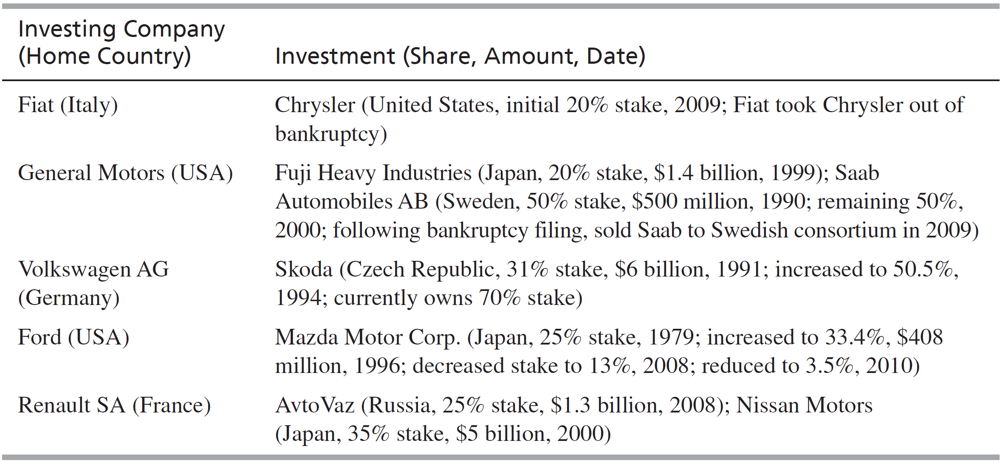 Investing Company
(Home Country)
Investment (Share, Amount, Date)
Fiat (Italy)
Chrysler (United States, initial 20% stake, 2009; Fiat took Chrysler out of
bankruptcy)
General Motors (USA)
Fuji Heavy Industries (Japan, 20% stake, $1.4 billion, 1999); Saab
Automobiles AB (Sweden, 50% stake, $500 million, 1990; remaining 50%,
2000; following bankruptcy filing, sold Saab to Swedish consortium in 2009)
Volkswagen AG
(Germany)
Skoda (Czech Republic, 31% stake, $6 billion, 1991; increased to 50.5%,
1994; currently owns 70% stake)
Ford (USA)
Mazda Motor Corp. (Japan, 25% stake, 1979; increased to 33.4%, $408
million, 1996; decreased stake to 13%, 2008; reduced to 3.5%, 2010)
Renault SA (France)
AvtoVaz (Russia, 25% stake, $1.3 billion, 2008); Nissan Motors
(Japan, 35% stake, $5 billion, 2000)